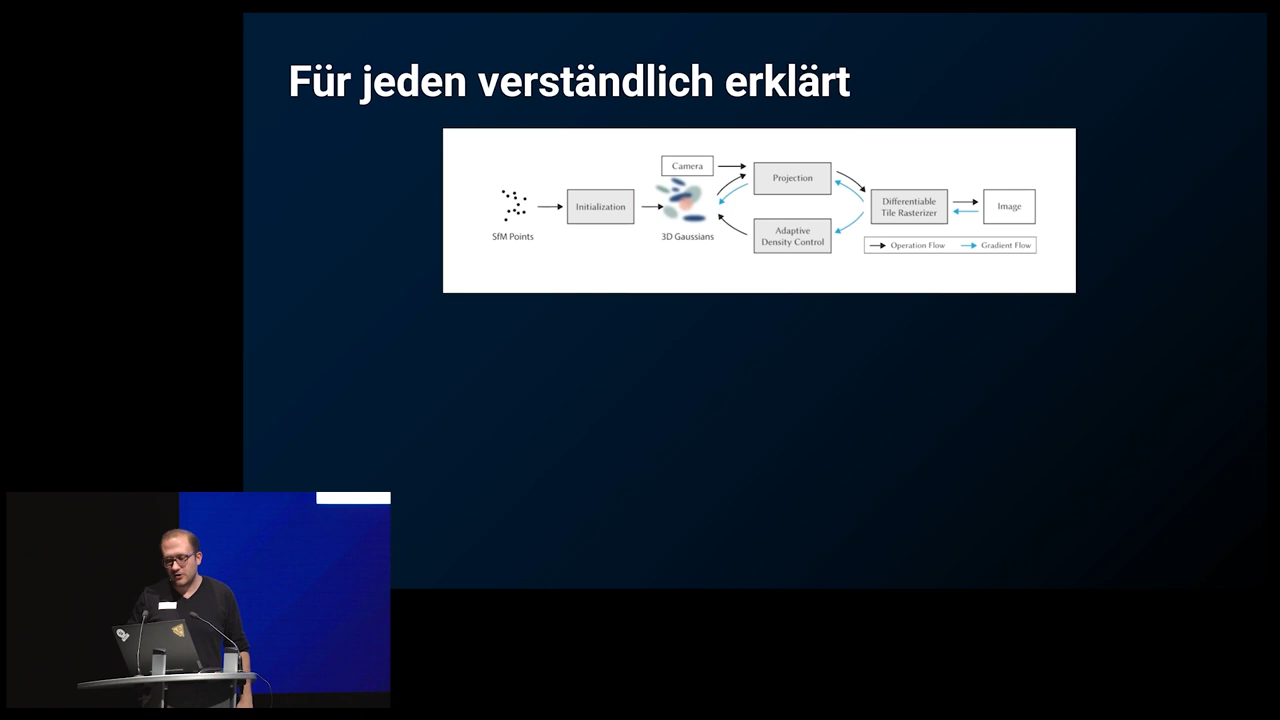 Für jeden verständlich erklärt
Camera
Projection
Initialization
Differentiable
Tile Rasterizer
Image
SfM Points
3D Gaussians
Adaptive
Density Control
Operation Flow
Gradient Flow